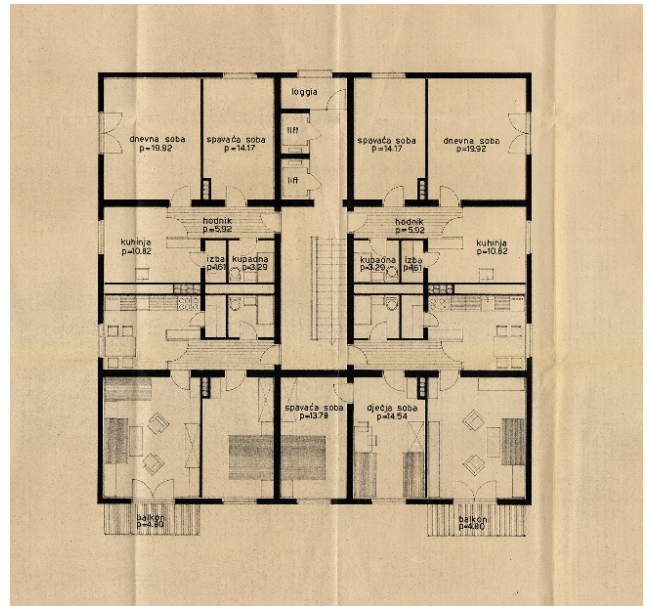 loggia
dnevna soba
p=19.92
spavaća soba
p=14.17
lift
spavaća soba
p=14.17
dnevna soba
p=19.92
lift
hodnik
p=5.92
hodnik
p=5.92
kuhinja
p=10.82
izba
p=1.61
kupaona
p=3.29
kupaona
p=3.29
izba
p=1.61
kuhinja
p=10.82
spavaća soba
p=13.78
dječja soba
p=14.54
balkon
p=4.80
balkon
p=4.80